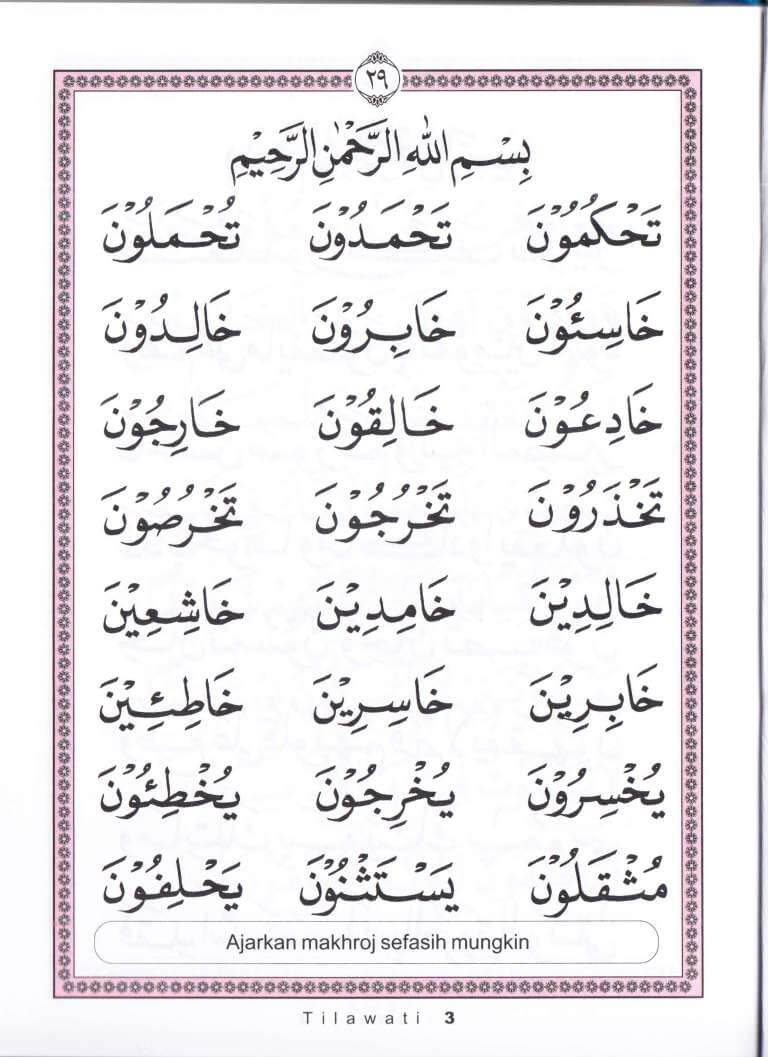 ٢٩
بِسْمِ اللّٰهِ الرَّحْمٰنِ الرَّحِيْمِ
تَحْكُمُوْنَ تَحْمَدُوْنَ تُحْمَلُوْنَ
خَاسِئُوْنَ خَابِرُوْنَ خَالِدُوْنَ
خَادِعُوْنَ خَالِقُوْنَ خَارِجُوْنَ
تَخْذَرُوْنَ تَخْرُجُوْنَ تَخْرُصُوْنَ
خَالِدِيْنَ خَامِدِيْنَ خَاشِعِيْنَ
خَابِرِيْنَ خَاسِرِيْنَ خَاطِئِيْنَ
يُخْسِرُوْنَ يُخْرِجُوْنَ يُخْطِئُوْنَ
مُثْقَلُوْنَ يَسْتَثْنُوْنَ يَحْلِفُوْنَ
Ajarkan makhroj sefasih mungkin
Tilawati 3